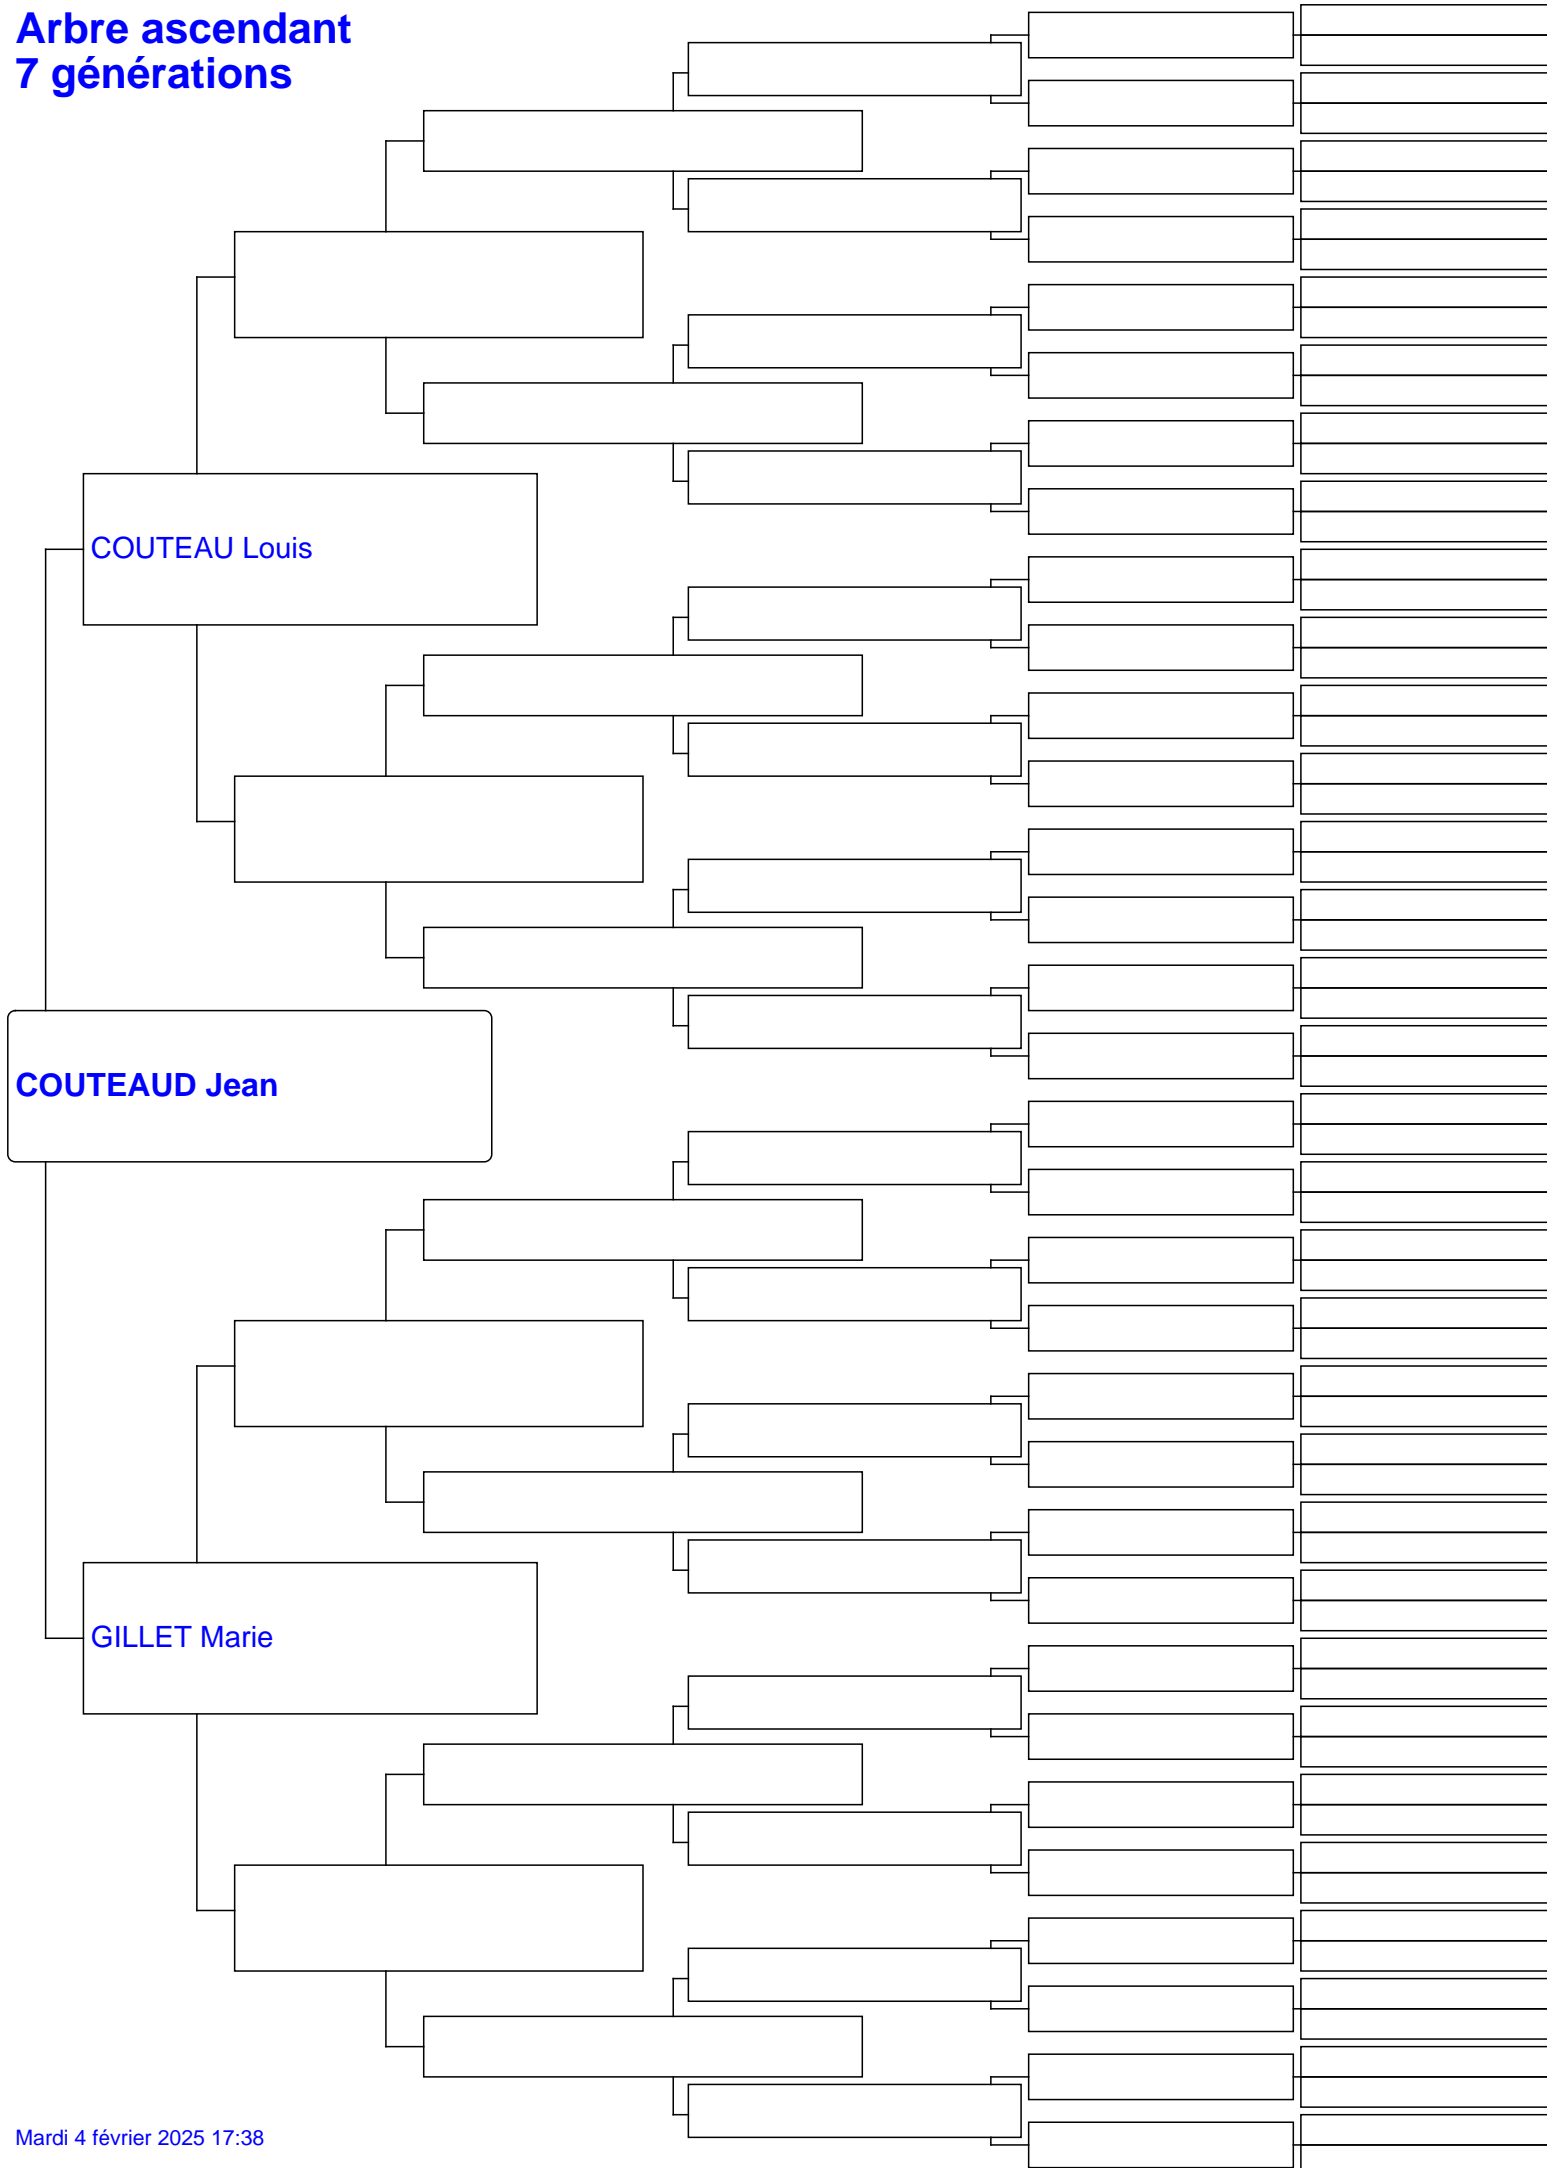 Arbre ascendant
7 générations
COUTEAU Louis
COUTEAUD Jean
GILLET Marie
Mardi 4 février 2025 17:38